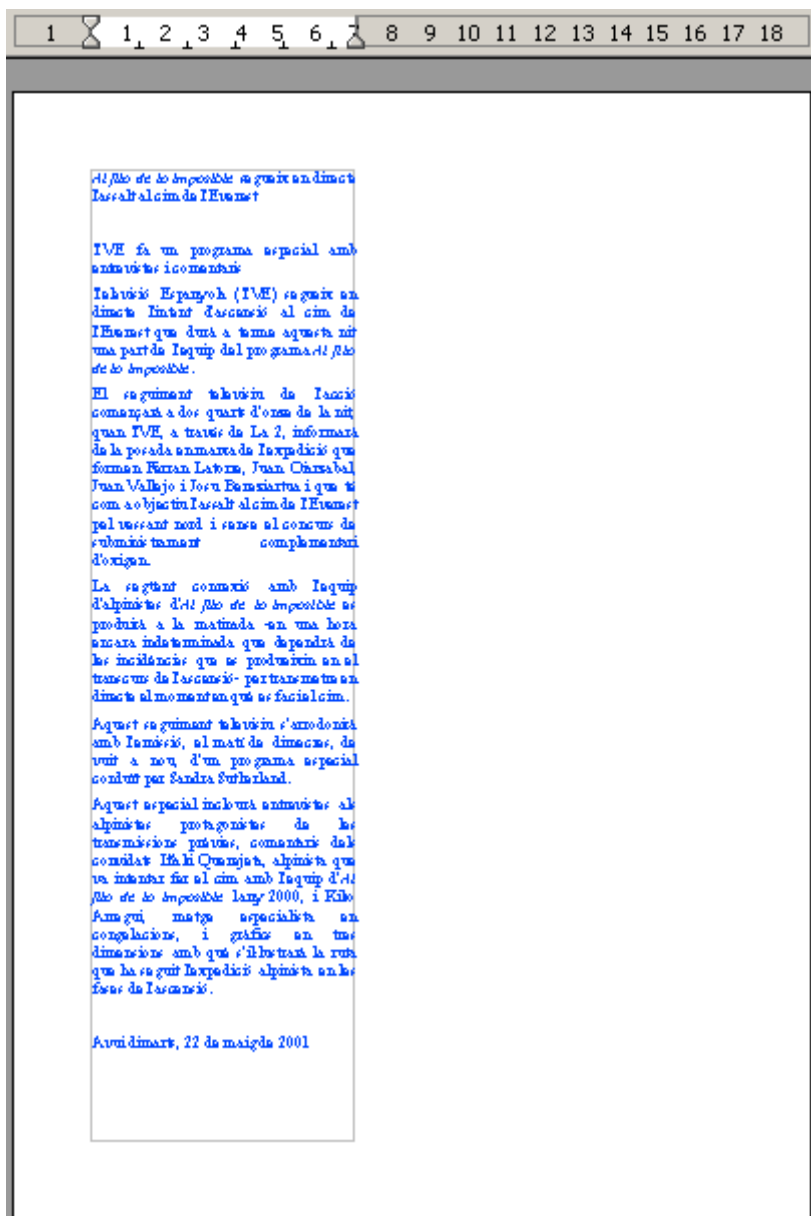 1 1 2 3 4 5 6 7 8 9 10 11 12 13 14 15 16 17 18
Al filo de lo imposible segueix en directe
l'assalt al cim de l'Everest
TVE fa un programa especial amb
entrevistes i comentaris
Televisió Espanyola (TVE) segueix en
directe l'intent d'ascensió al cim de
l'Everest que durà a terme aquesta nit
una part de l'equip del programa Al filo
de lo imposible.
El seguiment televisiu de l'acció
començarà a dos quarts d'onze de la nit,
quan TVE, a través de La 2, informarà
de la posada en marxa de l'expedició que
formen Ferran Latorre, Juan Oiarzabal,
Juan Vallejo i Josu Bereziartua i que té
com a objectiu l'assalt al cim de l'Everest
pel vessant nord i sense el concurs de
subministrament complementari
d'oxigen.
La següent connexió amb l'equip
d'alpinistes d'Al filo de lo imposible es
produirà a la matinada -en una hora
encara indeterminada que dependrà de
les incidències que es produeixin en el
transcurs de l'ascensió- per transmetre en
directe el moment en què es faci el cim.
Aquest seguiment televisiu s'arrodonirà
amb l'emissió, el matí de dimecres, de
vuit a nou, d'un programa especial
conduït per Sandra Sutherland.
Aquest especial inclourà entrevistes als
alpinistes protagonistes de les
transmissions prèvies, comentaris dels
convidats Iñaki Querejeta, alpinista que
va intentar fer el cim amb l'equip d'Al
filo de lo imposible l'any 2000, i Kiko
Arregui, metge especialista en
congelacions, i gràfics en tres
dimensions amb què s'il·lustrarà la ruta
que ha seguit l'expedició alpinista en les
fases de l'ascensió.
Avui dimarts, 22 de maig de 2001